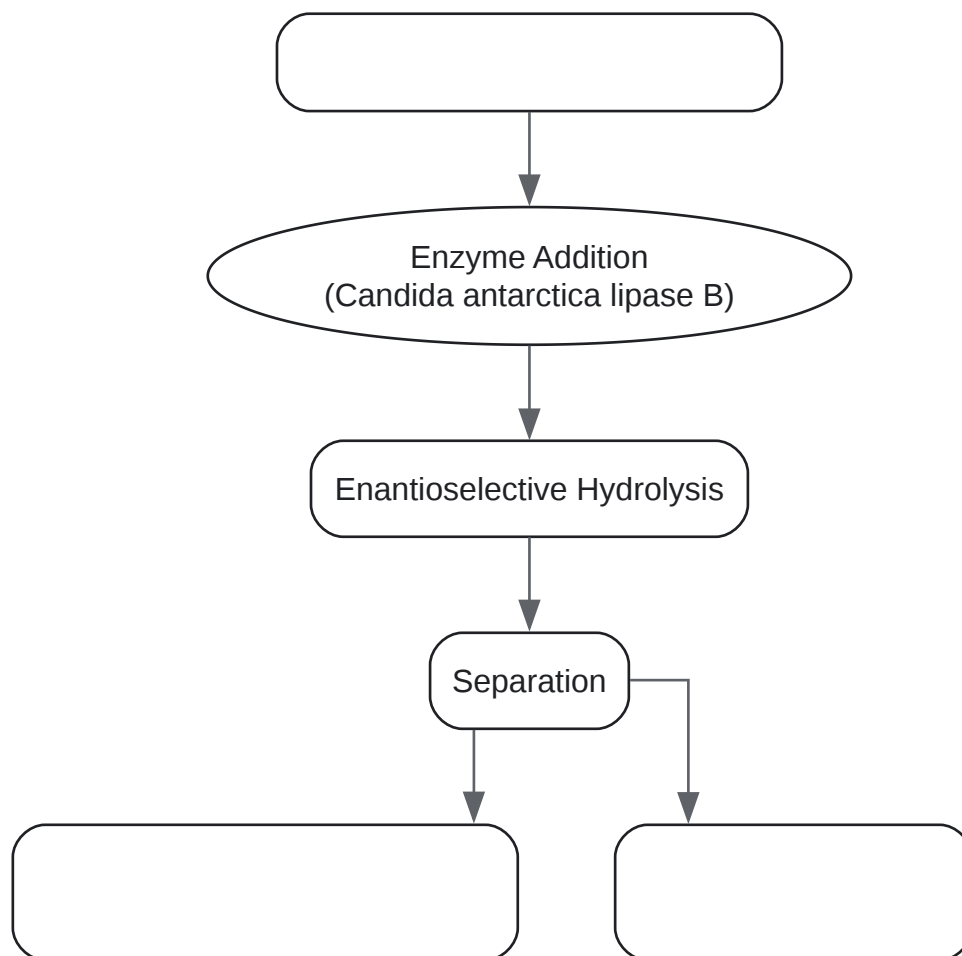 Enzyme Addition
(Candida antarctica lipase B)
Enantioselective Hydrolysis
Separation